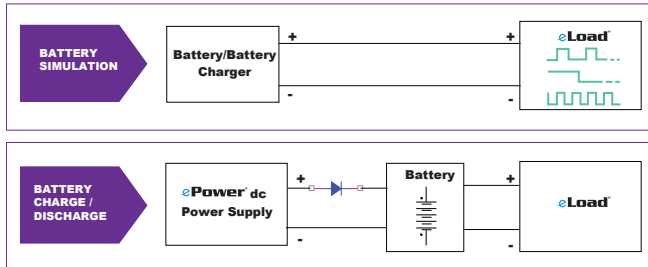 BATTERY
SIMULATION
Battery/Battery
Charger
+
-
+
-
eLoad®
BATTERY
CHARGE /
DISCHARGE
ePower® dc
Power Supply
+
-
Battery
+
-
eLoad®